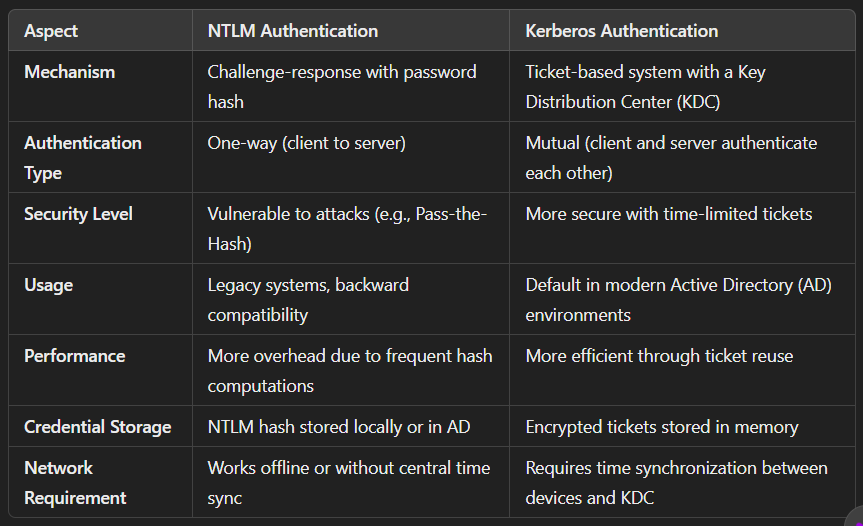 Aspect NTLM Authentication Kerberos Authentication
Mechanism Challenge-response with password Ticket-based system with a Key
hash Distribution Center (KDC)
Authentication One-way (client to server) Mutual (client and server authenticate
Type each other)
Security Level Vulnerable to attacks (e.g., Pass-the- More secure with time-limited tickets
Hash)
Usage Legacy systems, backward Default in modern Active Directory (AD)
compatibility environments
Performance More overhead due to frequent hash More efficient through ticket reuse
computations
Credential Storage NTLM hash stored locally or in AD Encrypted tickets stored in memory
Network Works offline or without central time Requires time synchronization between
Requirement sync devices and KDC